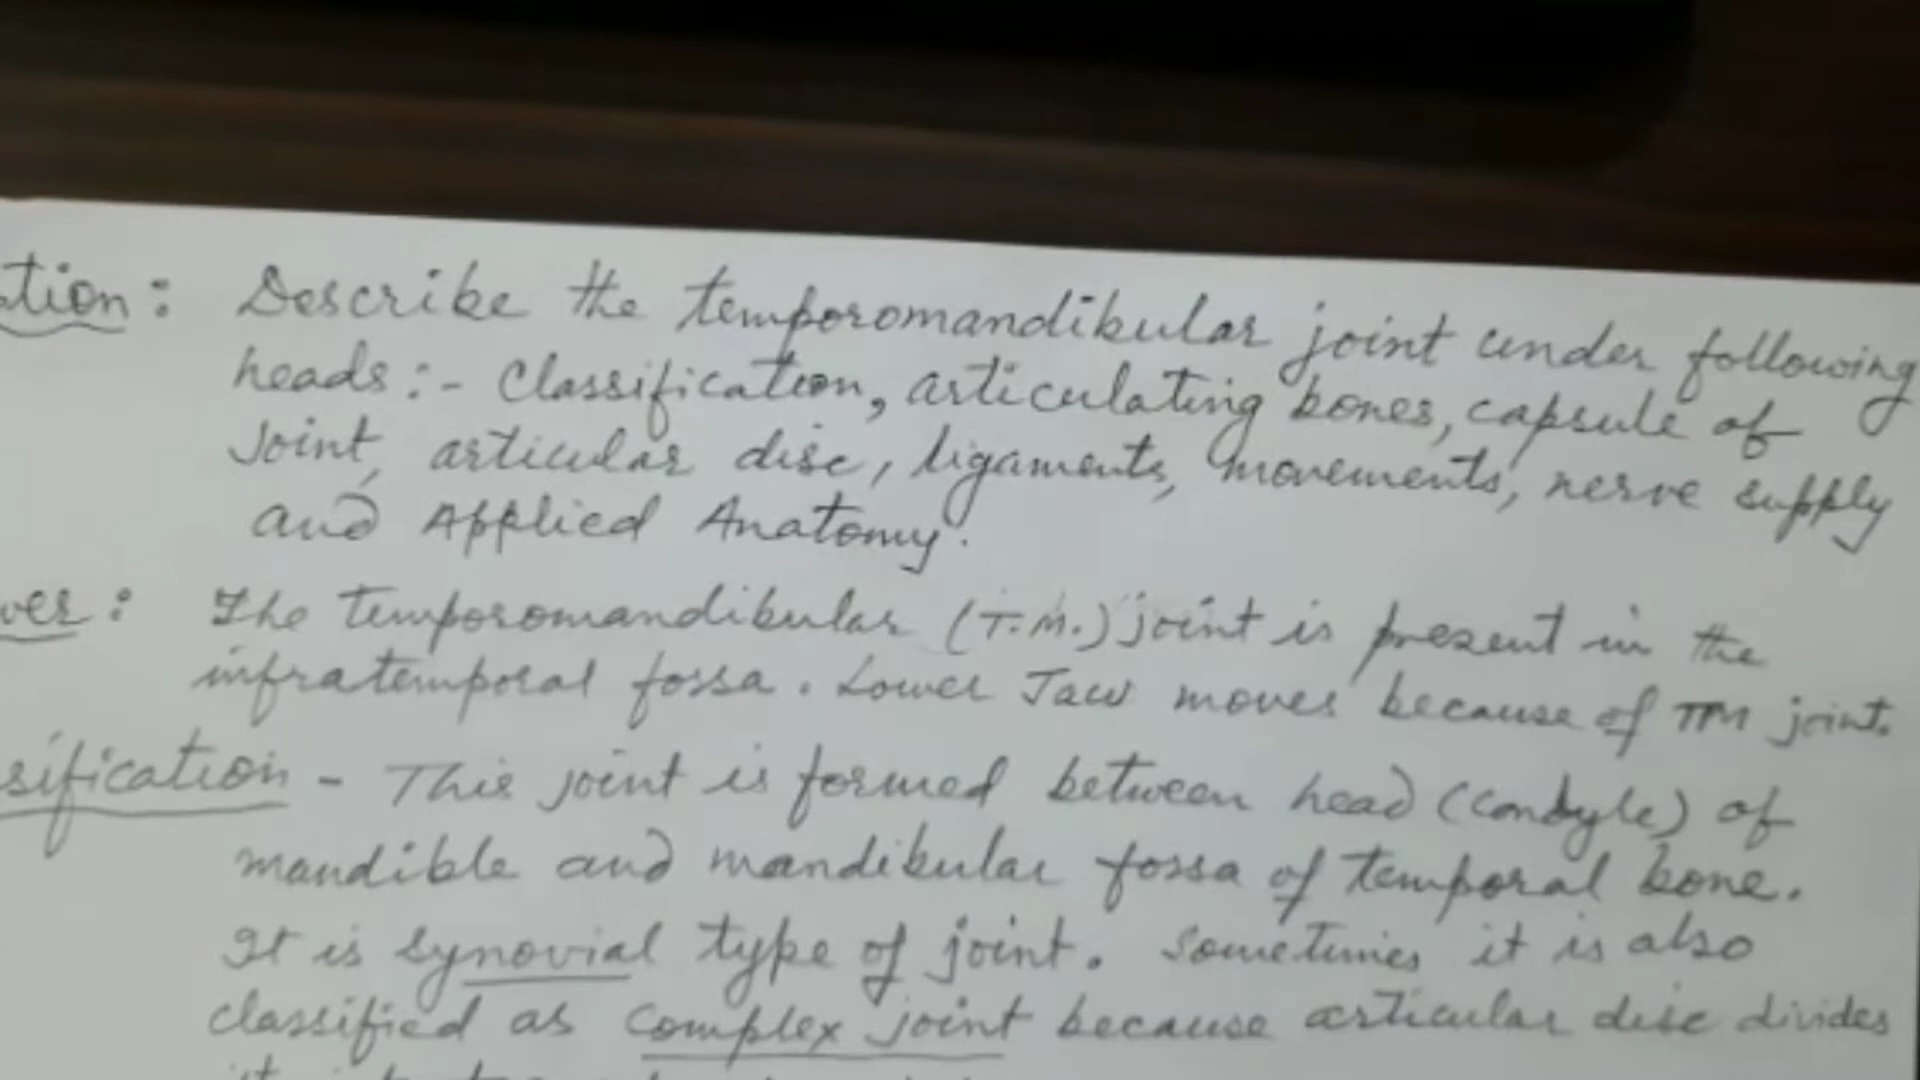 tion: Describe the temporomandibular joint under following
heads:- Classification, articulating bones, capsule of
Joint, articular disc, ligaments, movements, nerve supply
and Applied Anatomy.
wer: The temporomandibular (T.M.) joint is present in the
infratemporal fossa. Lower Jaw moves because of TM joint.
sification - This joint is formed between head (condyle) of
mandible and mandibular fossa of temporal bone.
It is synovial type of joint. Sometimes it is also
classified as complex joint because articular disc divides